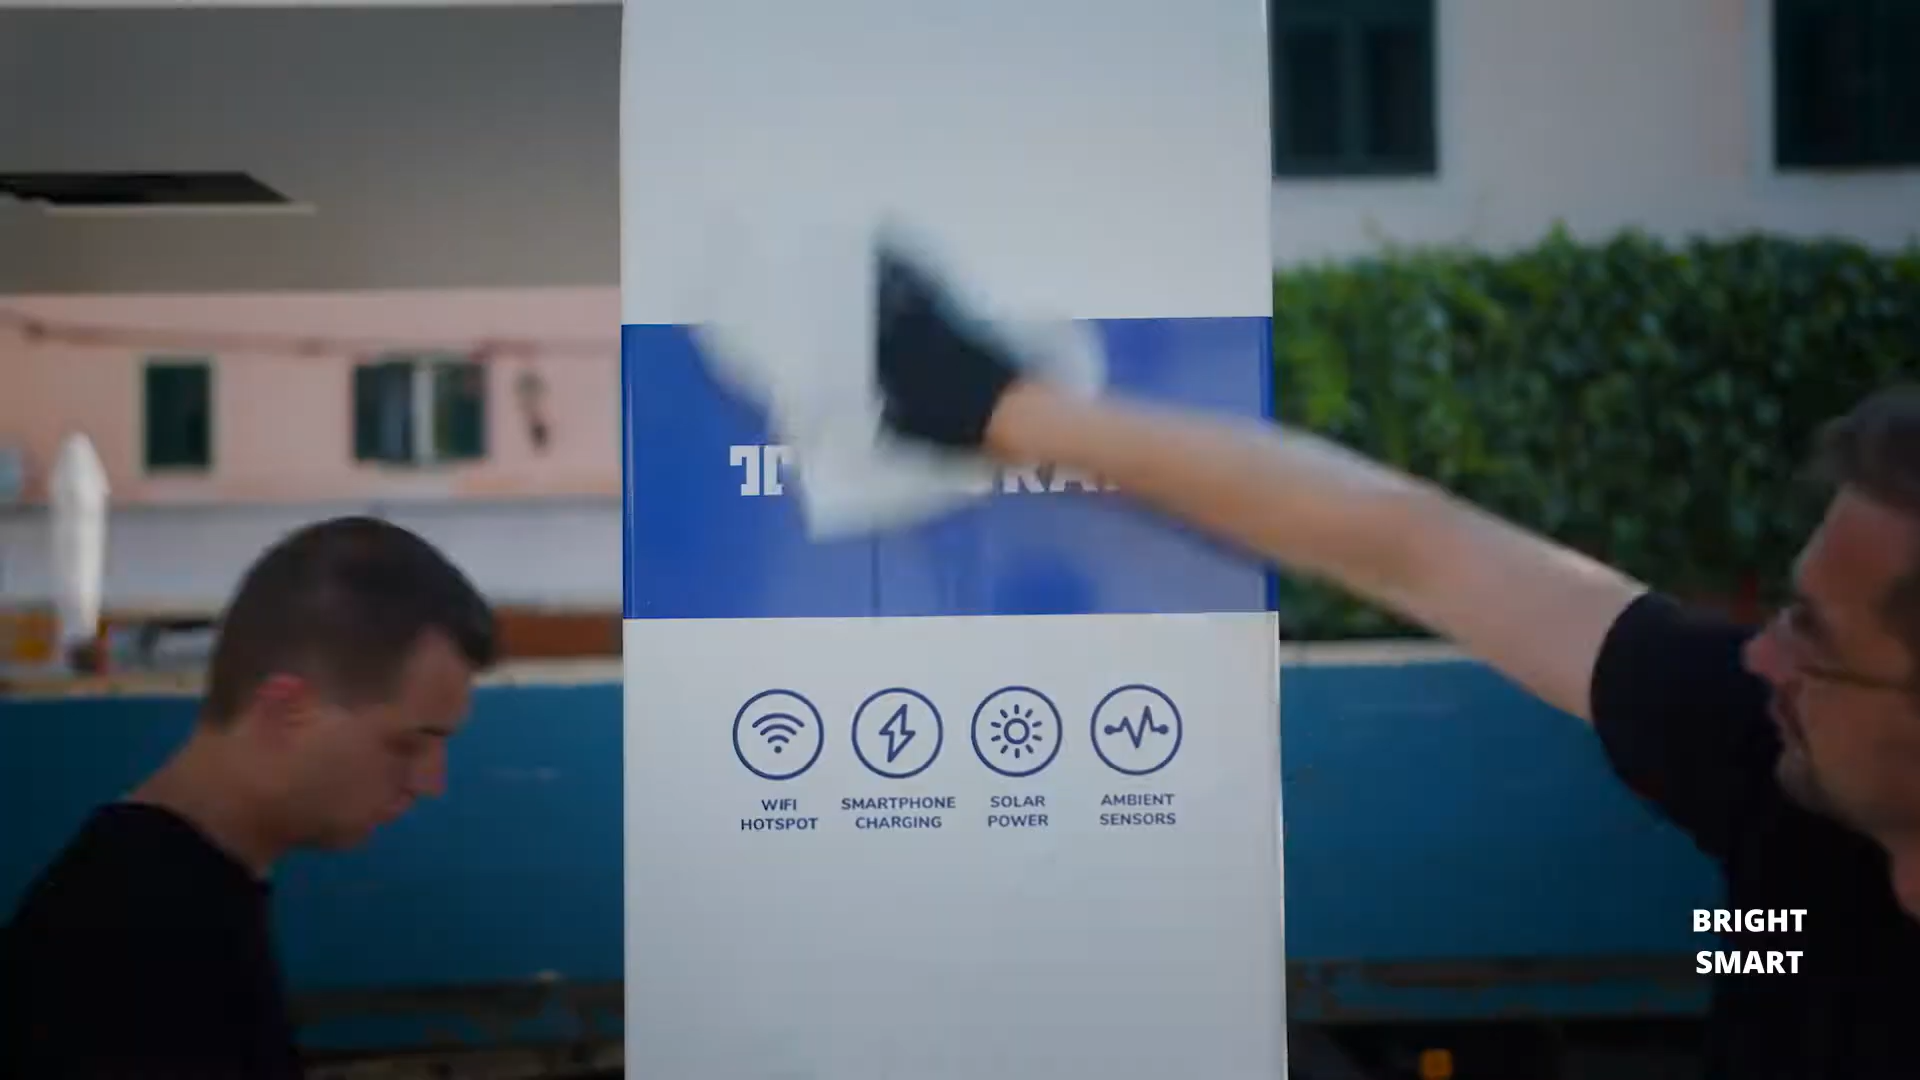 WIFI
HOTSPOT
SMARTPHONE
CHARGING
SOLAR
POWER
AMBIENT
SENSORS
BRIGHT
SMART